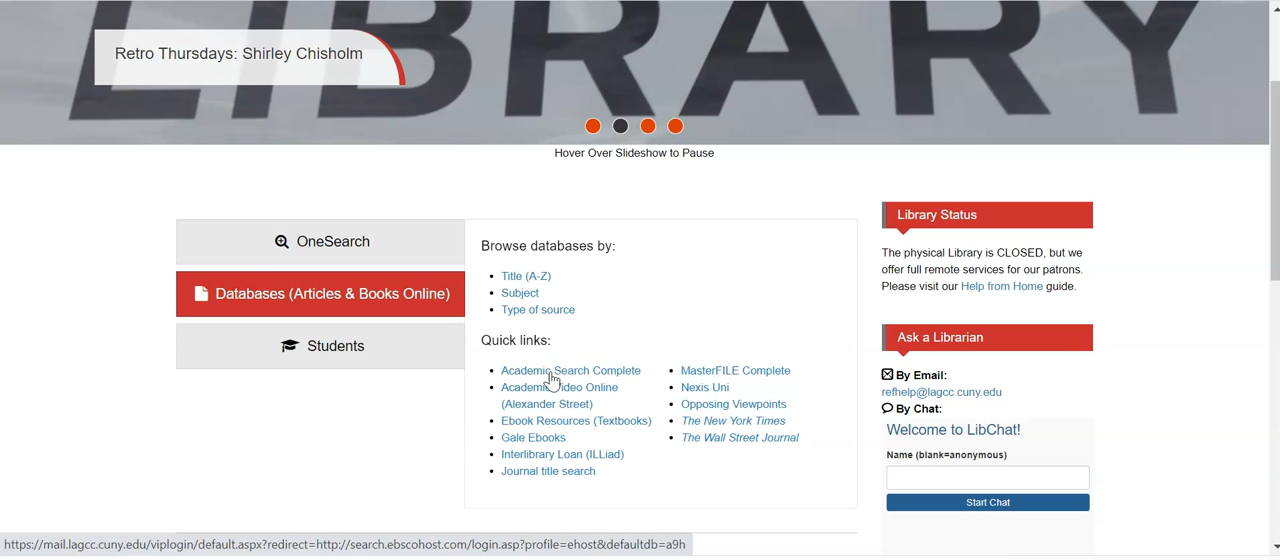 LIBRARY
Retro Thursdays: Shirley Chisholm
Hover Over Slideshow to Pause
OneSearch
Databases (Articles & Books Online)
Students
Browse databases by:
Title (A-Z)
Subject
Type of source
Quick links:
Academic Search Complete
Academic Video Online
(Alexander Street)
Ebook Resources (Textbooks)
Gale Ebooks
Interlibrary Loan (ILLiad)
Journal title search
MasterFILE Complete
Nexis Uni
Opposing Viewpoints
The New York Times
The Wall Street Journal
Library Status
The physical Library is CLOSED, but we
offer full remote services for our patrons.
Please visit our Help from Home guide.
Ask a Librarian
By Email:
refhelp@lagcc.cuny.edu
By Chat:
Welcome to LibChat!
Name (blank=anonymous)
Start Chat
https://mail.lagcc.cuny.edu/viplogin/default.aspx?redirect=http://search.ebscohost.com/login.asp?profile=ehost&defaultdb=a9h